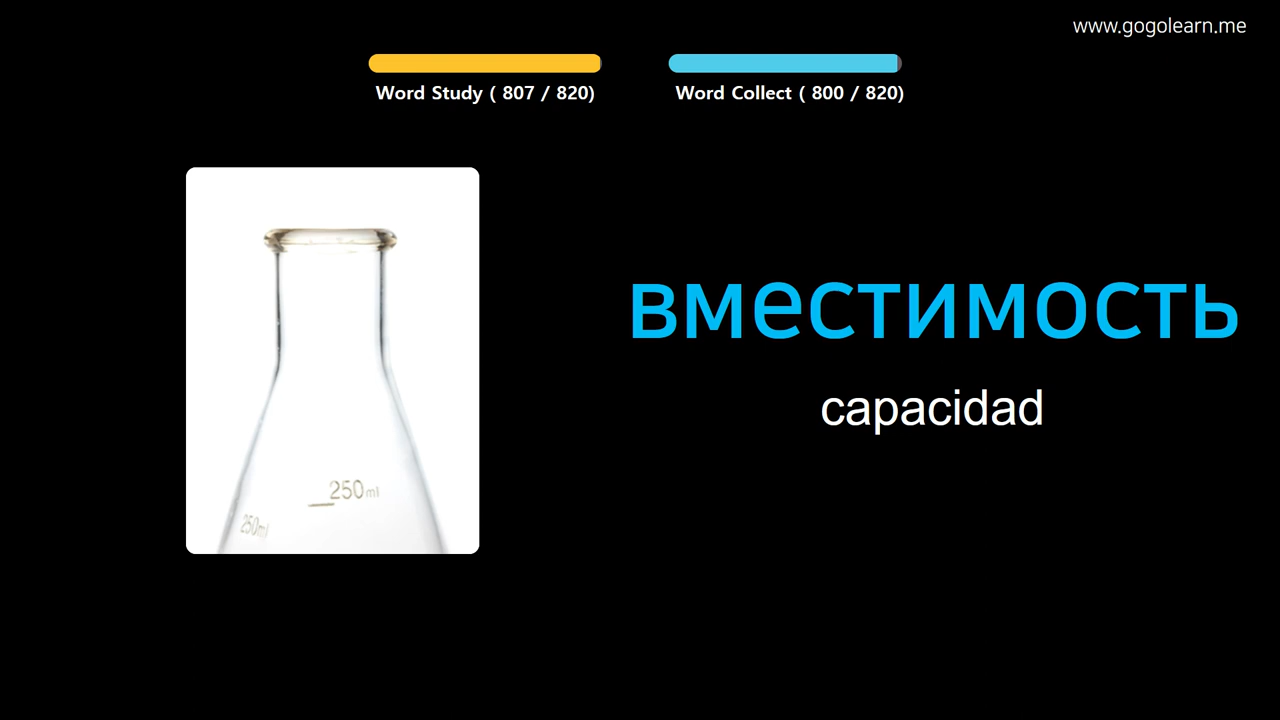 www.gogolearn.me
Word Study ( 807 / 820)
Word Collect ( 800 / 820)
вместимость
capacidad
250ml
250ml